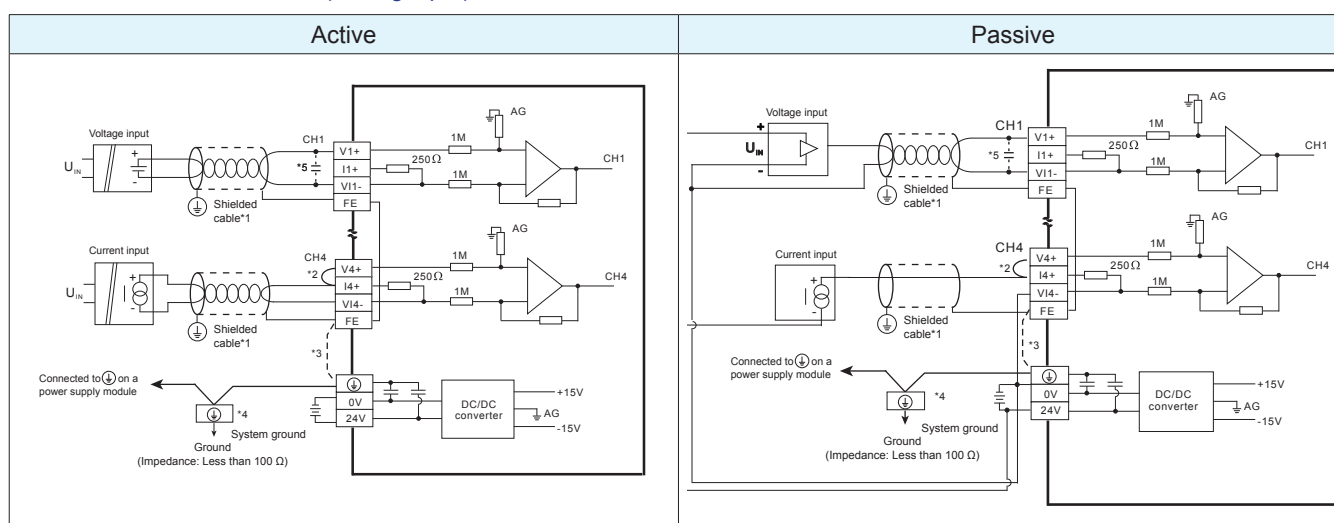 Active
Passive
Voltage input
UIN
+
-
Shielded
cable*1
CH1
*5
V1+
I1+
VI1-
FE
1M
250Ω
1M
AG
CH1
Current input
UIN
+
-
Shielded
cable*1
CH4
*2
V4+
I4+
VI4-
FE
1M
250Ω
1M
AG
CH4
*3
Connected to ⏚ on a
power supply module
*4
System ground
Ground
(Impedance: Less than 100 Ω)
0V
24V
DC/DC
converter
+15V
AG
-15V
Voltage input
+
UIN
-
Shielded
cable*1
CH1
*5
V1+
I1+
VI1-
FE
1M
250Ω
1M
AG
CH1
Current input
+
-
Shielded
cable*1
CH4
*2
V4+
I4+
VI4-
FE
1M
250Ω
1M
AG
CH4
*3
Connected to ⏚ on a
power supply module
*4
System ground
Ground
(Impedance: Less than 100 Ω)
0V
24V
DC/DC
converter
+15V
AG
-15V